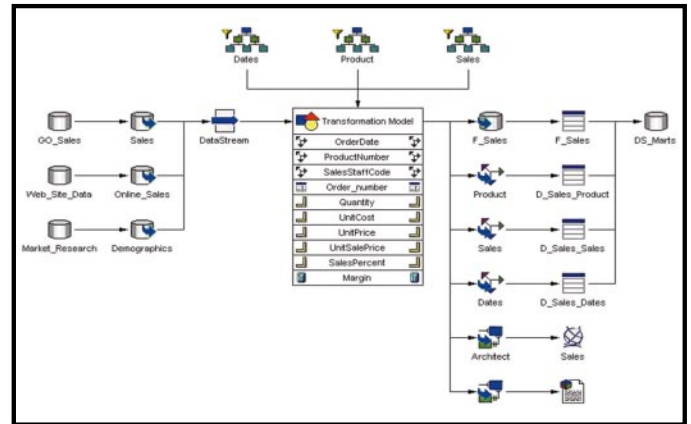 Dates
Product
Sales
GO_Sales
Sales
DataStream
Web_Site_Data
Online_Sales
Market_Research
Demographics
Transformation Model
OrderDate
ProductNumber
SalesStaffCode
Order_number
Quantity
UnitCost
UnitPrice
UnitSalePrice
SalesPercent
Margin
F_Sales
F_Sales
DS_Marts
Product
D_Sales_Product
Sales
D_Sales_Sales
Dates
D_Sales_Dates
Architect
Sales